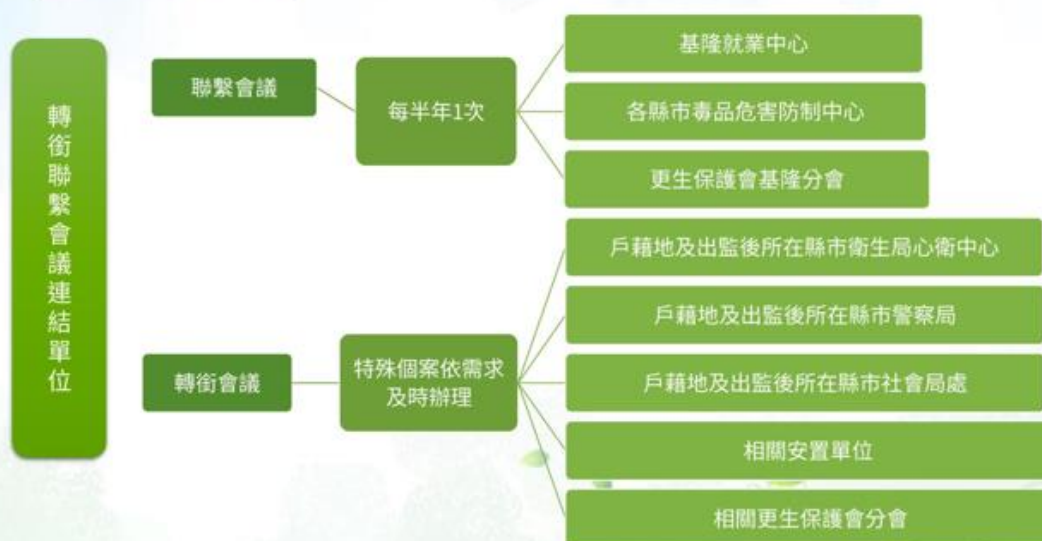 轉銜聯繫會議連結單位
聯繫會議
每半年1次
基隆就業中心
各縣市毒品危害防制中心
更生保護會基隆分會
轉銜會議
特殊個案依需求
及時辦理
戶藉地及出監後所在縣市衛生局心衛中心
戶藉地及出監後所在縣市警察局
戶藉地及出監後所在縣市社會局處
相關安置單位
相關更生保護會分會